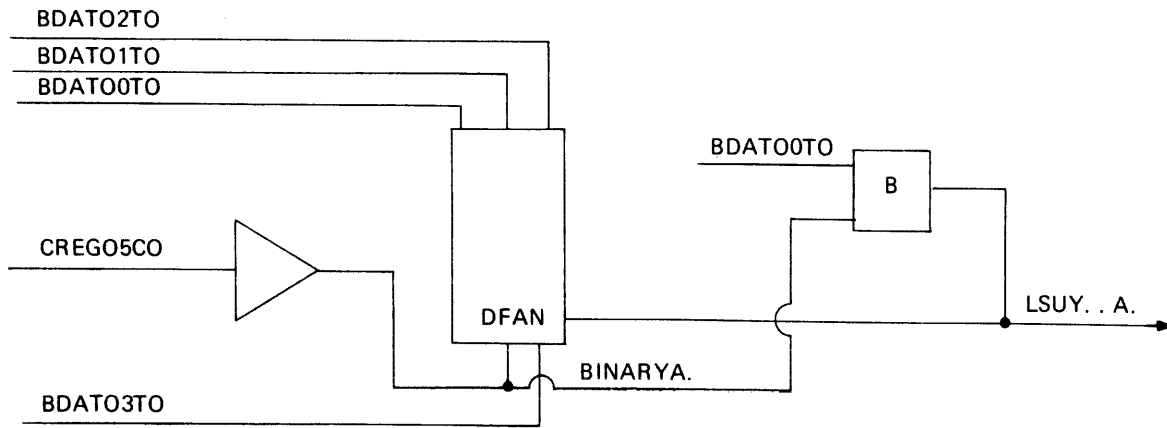 BDATO2TO
BDATO1TO
BDATO0TO
BDATO0TO
B
CREGO5CO
LSUY. . A.
DFAN
BINARYA.
BDATO3TO